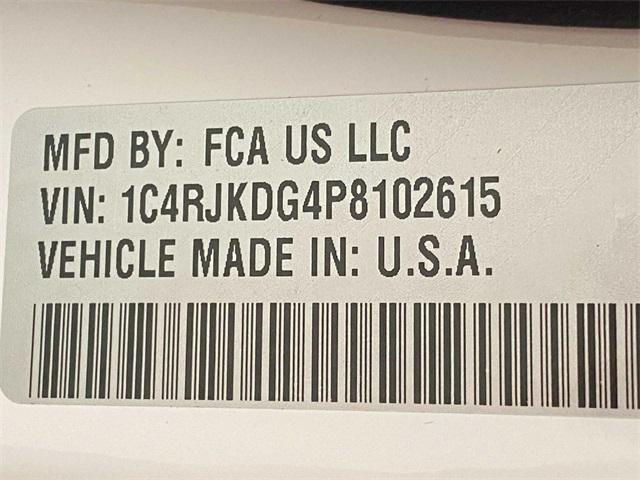 MFD BY: FCA US LLC
VIN: 1C4RJKDG4P8102615
VEHICLE MADE IN: U.S.A.